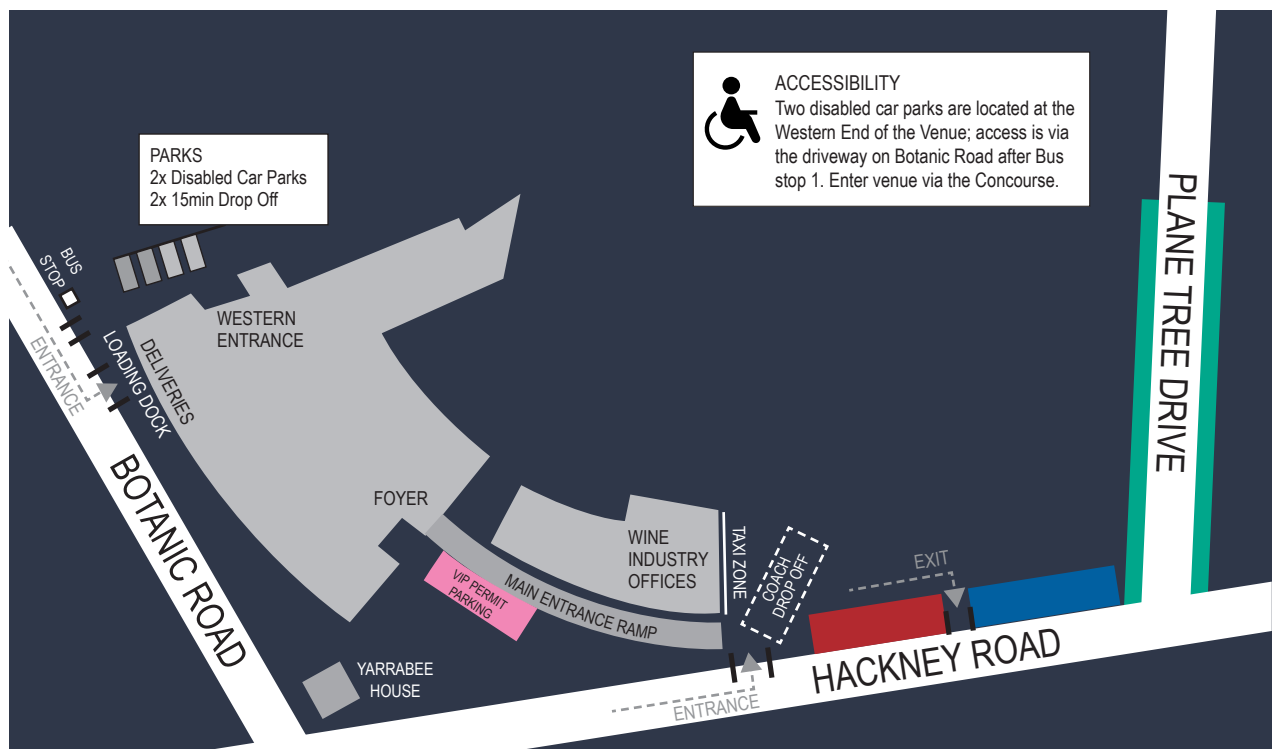 ACCESSIBILITY
Two disabled car parks are located at the
Western End of the Venue; access is via
the driveway on Botanic Road after Bus
stop 1. Enter venue via the Concourse.
PARKS
2x Disabled Car Parks
2x 15min Drop Off
BUS
STOP
ENTRANCE
LOADING DOCK
DELIVERIES
WESTERN
ENTRANCE
BOTANIC ROAD
FOYER
VIP PERMIT
PARKING
MAIN ENTRANCE RAMP
WINE
INDUSTRY
OFFICES
TAXI ZONE
COACH
DROP OFF
EXIT
PLANE TREE DRIVE
YARRABEE
HOUSE
ENTRANCE
HACKNEY ROAD